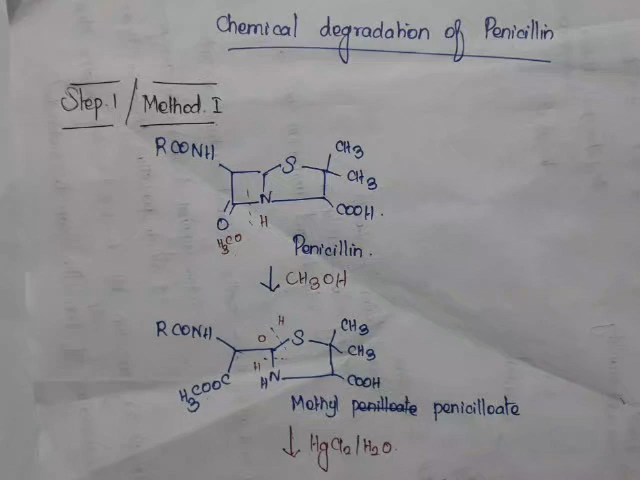 Chemical degradation of Penicillin
Step.1 / Method.I
RCONH
S
CH3
CH3
N
COOH.
O
H
H3CO
Penicillin.
↓ CH3OH
H
RCONH
O
S
CH3
CH3
H
HN
COOH
H3COOC
Methyl penilloate penicilloate
↓ HgCl2/H2O.